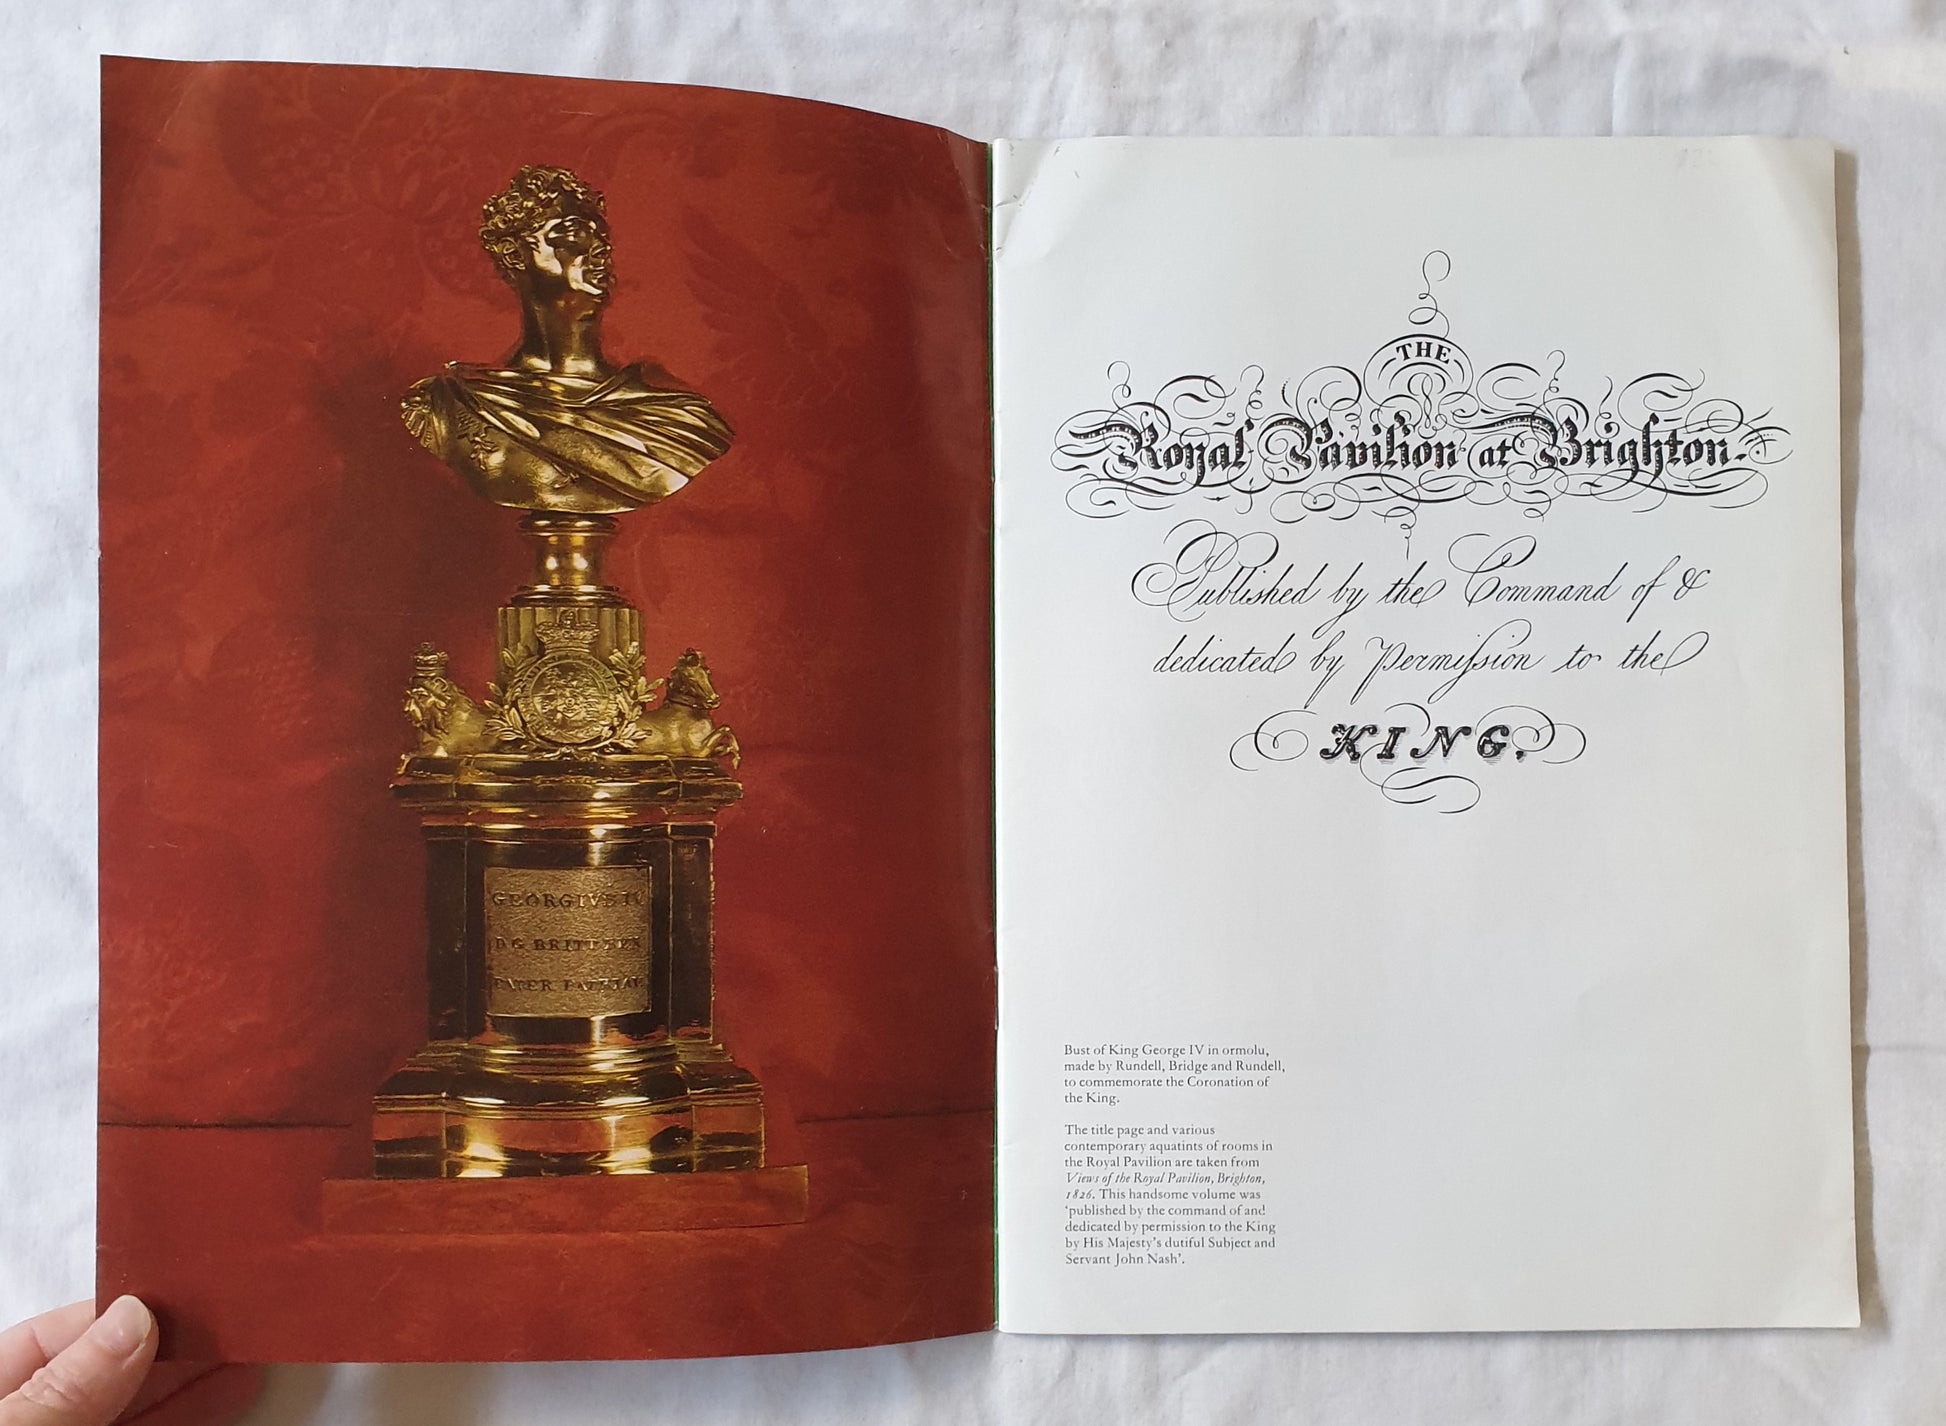 GEORGIVS IV
D G BRITT REX
PATER PATRIAE
THE
Royal Pavilion at Brighton.
Published by the Command of &
dedicated by Permiſsion to the
KING.
Bust of King George IV in ormolu,
made by Rundell, Bridge and Rundell,
to commemorate the Coronation of
the King.
The title page and various
contemporary aquatints of rooms in
the Royal Pavilion are taken from
Views of the Royal Pavilion, Brighton,
1826. This handsome volume was
‘published by the command of and
dedicated by permission to the King
by His Majesty’s dutiful Subject and
Servant John Nash’.